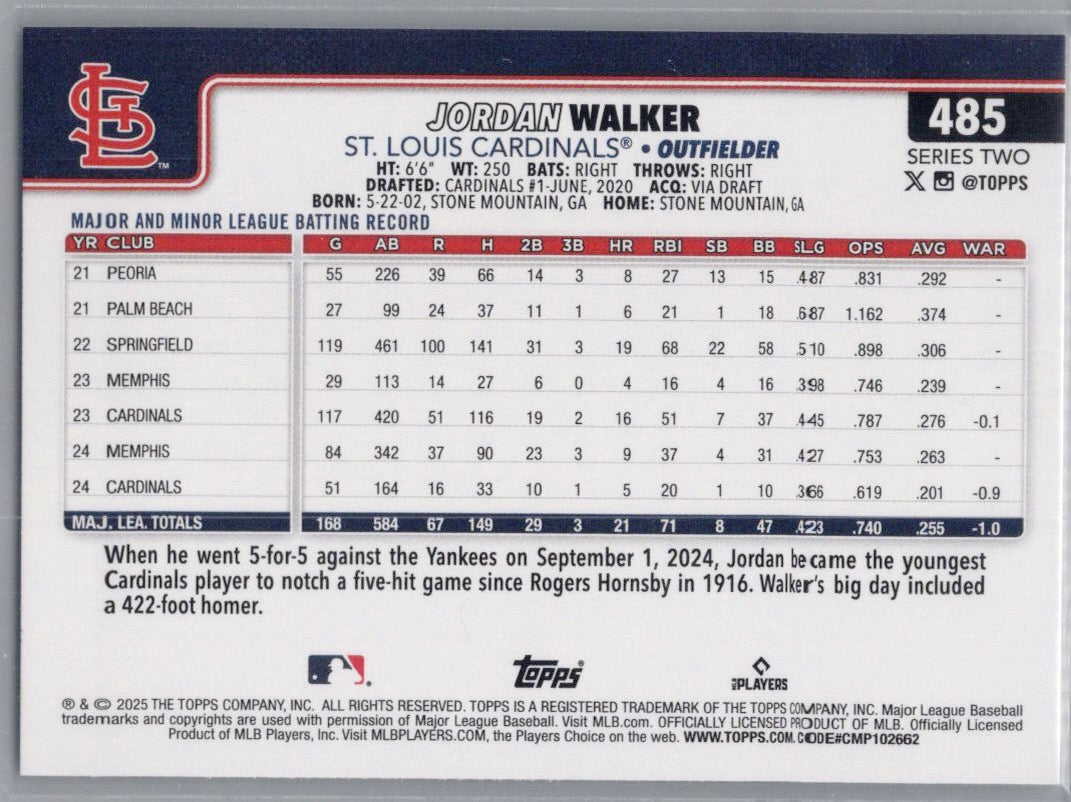 JORDAN WALKER
485
ST. LOUIS CARDINALS® • OUTFIELDER
SERIES TWO
HT: 6'6" WT: 250 BATS: RIGHT THROWS: RIGHT
X @TOPPS
DRAFTED: CARDINALS #1-JUNE, 2020 ACQ: VIA DRAFT
BORN: 5-22-02, STONE MOUNTAIN, GA HOME: STONE MOUNTAIN, GA
STL ™
MAJOR AND MINOR LEAGUE BATTING RECORD
YR CLUB G AB R H 2B 3B HR RBI SB BB SLG OPS AVG WAR
21 PEORIA 55 226 39 66 14 3 8 27 13 15 .487 .831 .292 -
21 PALM BEACH 27 99 24 37 11 1 6 21 1 18 .687 1.162 .374 -
22 SPRINGFIELD 119 461 100 141 31 3 19 68 22 58 .510 .898 .306 -
23 MEMPHIS 29 113 14 27 6 0 4 16 4 16 .398 .746 .239 -
23 CARDINALS 117 420 51 116 19 2 16 51 7 37 .445 .787 .276 -0.1
24 MEMPHIS 84 342 37 90 23 3 9 37 4 31 .427 .753 .263 -
24 CARDINALS 51 164 16 33 10 1 5 20 1 10 .366 .619 .201 -0.9
MAJ. LEA. TOTALS 168 584 67 149 29 3 21 71 8 47 .423 .740 .255 -1.0
When he went 5-for-5 against the Yankees on September 1, 2024, Jordan became the youngest
Cardinals player to notch a five-hit game since Rogers Hornsby in 1916. Walker's big day included
a 422-foot homer.
topps
PLAYERS
® & © 2025 THE TOPPS COMPANY, INC. ALL RIGHTS RESERVED. TOPPS IS A REGISTERED TRADEMARK OF THE TOPPS COMPANY, INC. Major League Baseball
trademarks and copyrights are used with permission of Major League Baseball. Visit MLB.com. OFFICIALLY LICENSED PRODUCT OF MLB. Officially Licensed
Product of MLB Players, Inc. Visit MLBPLAYERS.COM, the Players Choice on the web. WWW.TOPPS.COM. CODE#CMP102662